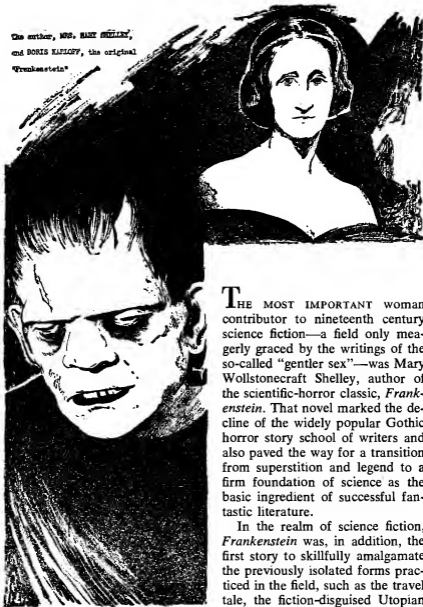 The author, MRS. MARY SHELLEY,
and BORIS KARLOFF, the original
"Frankenstein"
THE MOST IMPORTANT woman
contributor to nineteenth century
science fiction—a field only mea-
gerly graced by the writings of the
so-called “gentler sex”—was Mary
Wollstonecraft Shelley, author of
the scientific-horror classic, Frank-
enstein. That novel marked the de-
cline of the widely popular Gothic
horror story school of writers and
also paved the way for a transition
from superstition and legend to a
firm foundation of science as the
basic ingredient of successful fan-
tastic literature.
In the realm of science fiction,
Frankenstein was, in addition, the
first story to skillfully amalgamate
the previously isolated forms prac-
ticed in the field, such as the travel
tale, the fiction-disguised Utopian